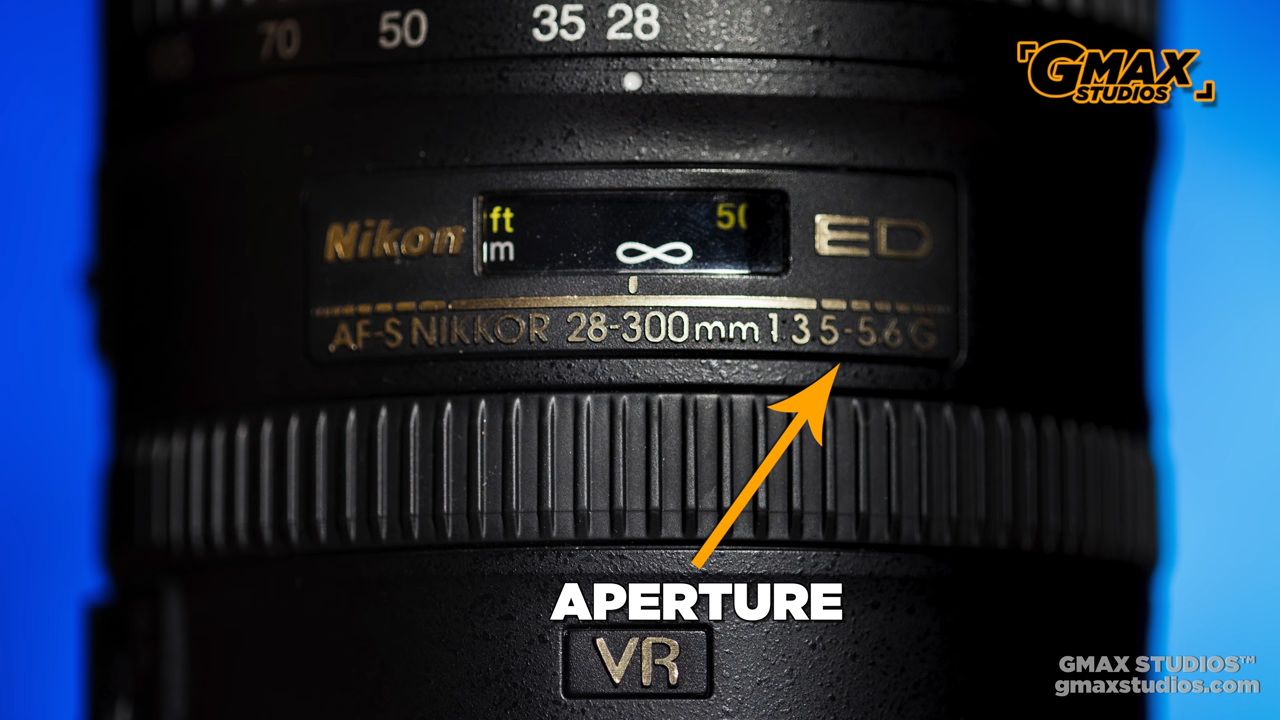 70 50 35 28
GMAX
STUDIOS
Nikon
ft 50
m ∞
ED
AF-S NIKKOR 28-300mm 1:3.5-5.6 G
APERTURE
VR
GMAX STUDIOS™
gmaxstudios.com